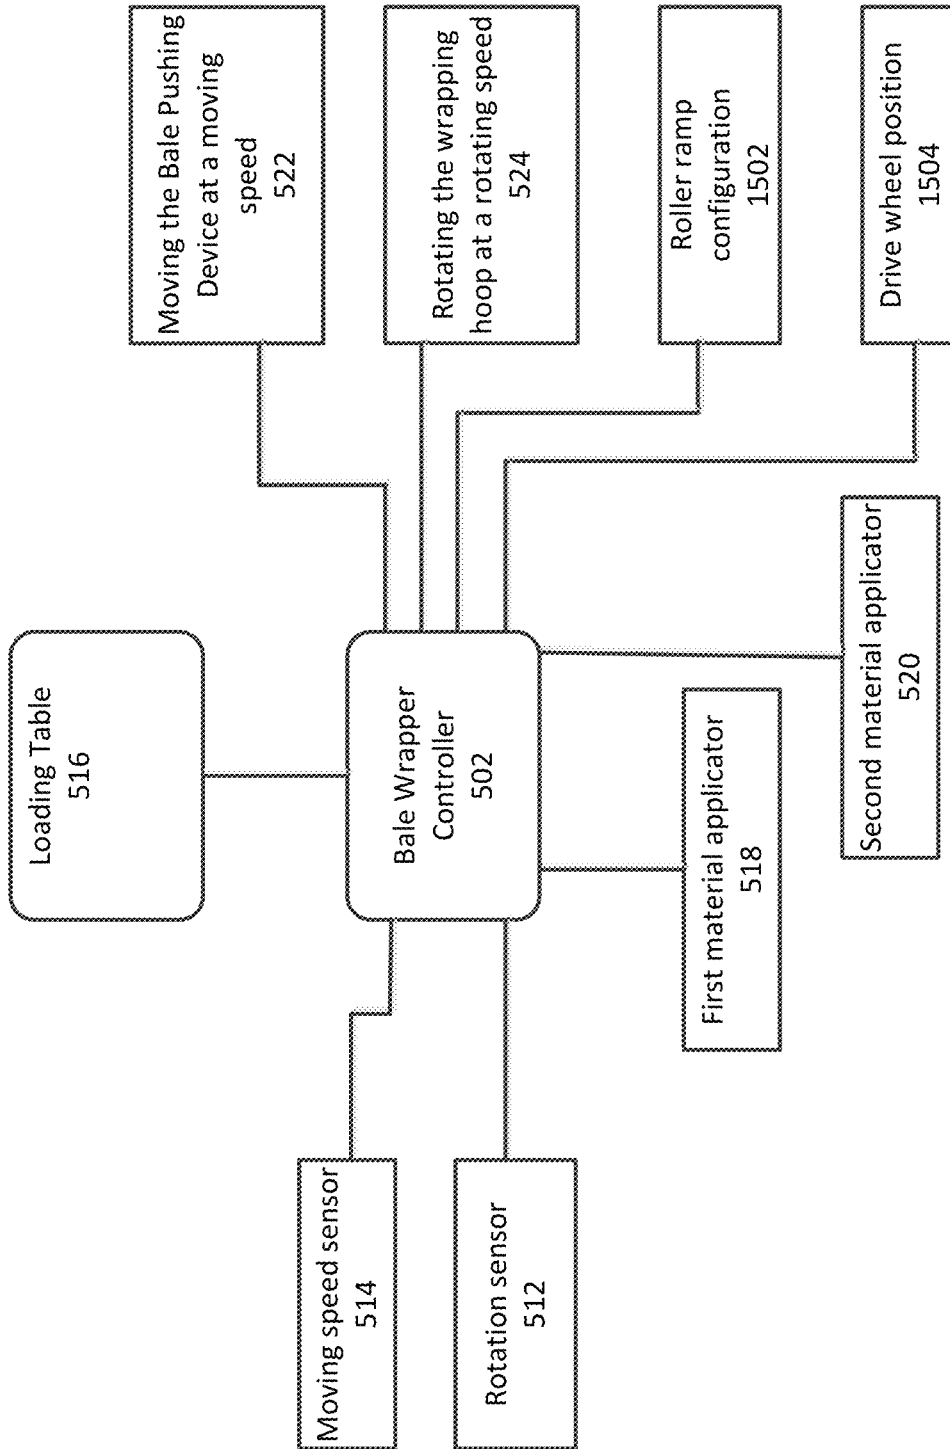 Loading Table
516
Moving speed sensor
514
Rotation sensor
512
Bale Wrapper
Controller
502
First material applicator
518
Second material applicator
520
Moving the Bale Pushing
Device at a moving
speed
522
Rotating the wrapping
hoop at a rotating speed
524
Roller ramp
configuration
1502
Drive wheel position
1504